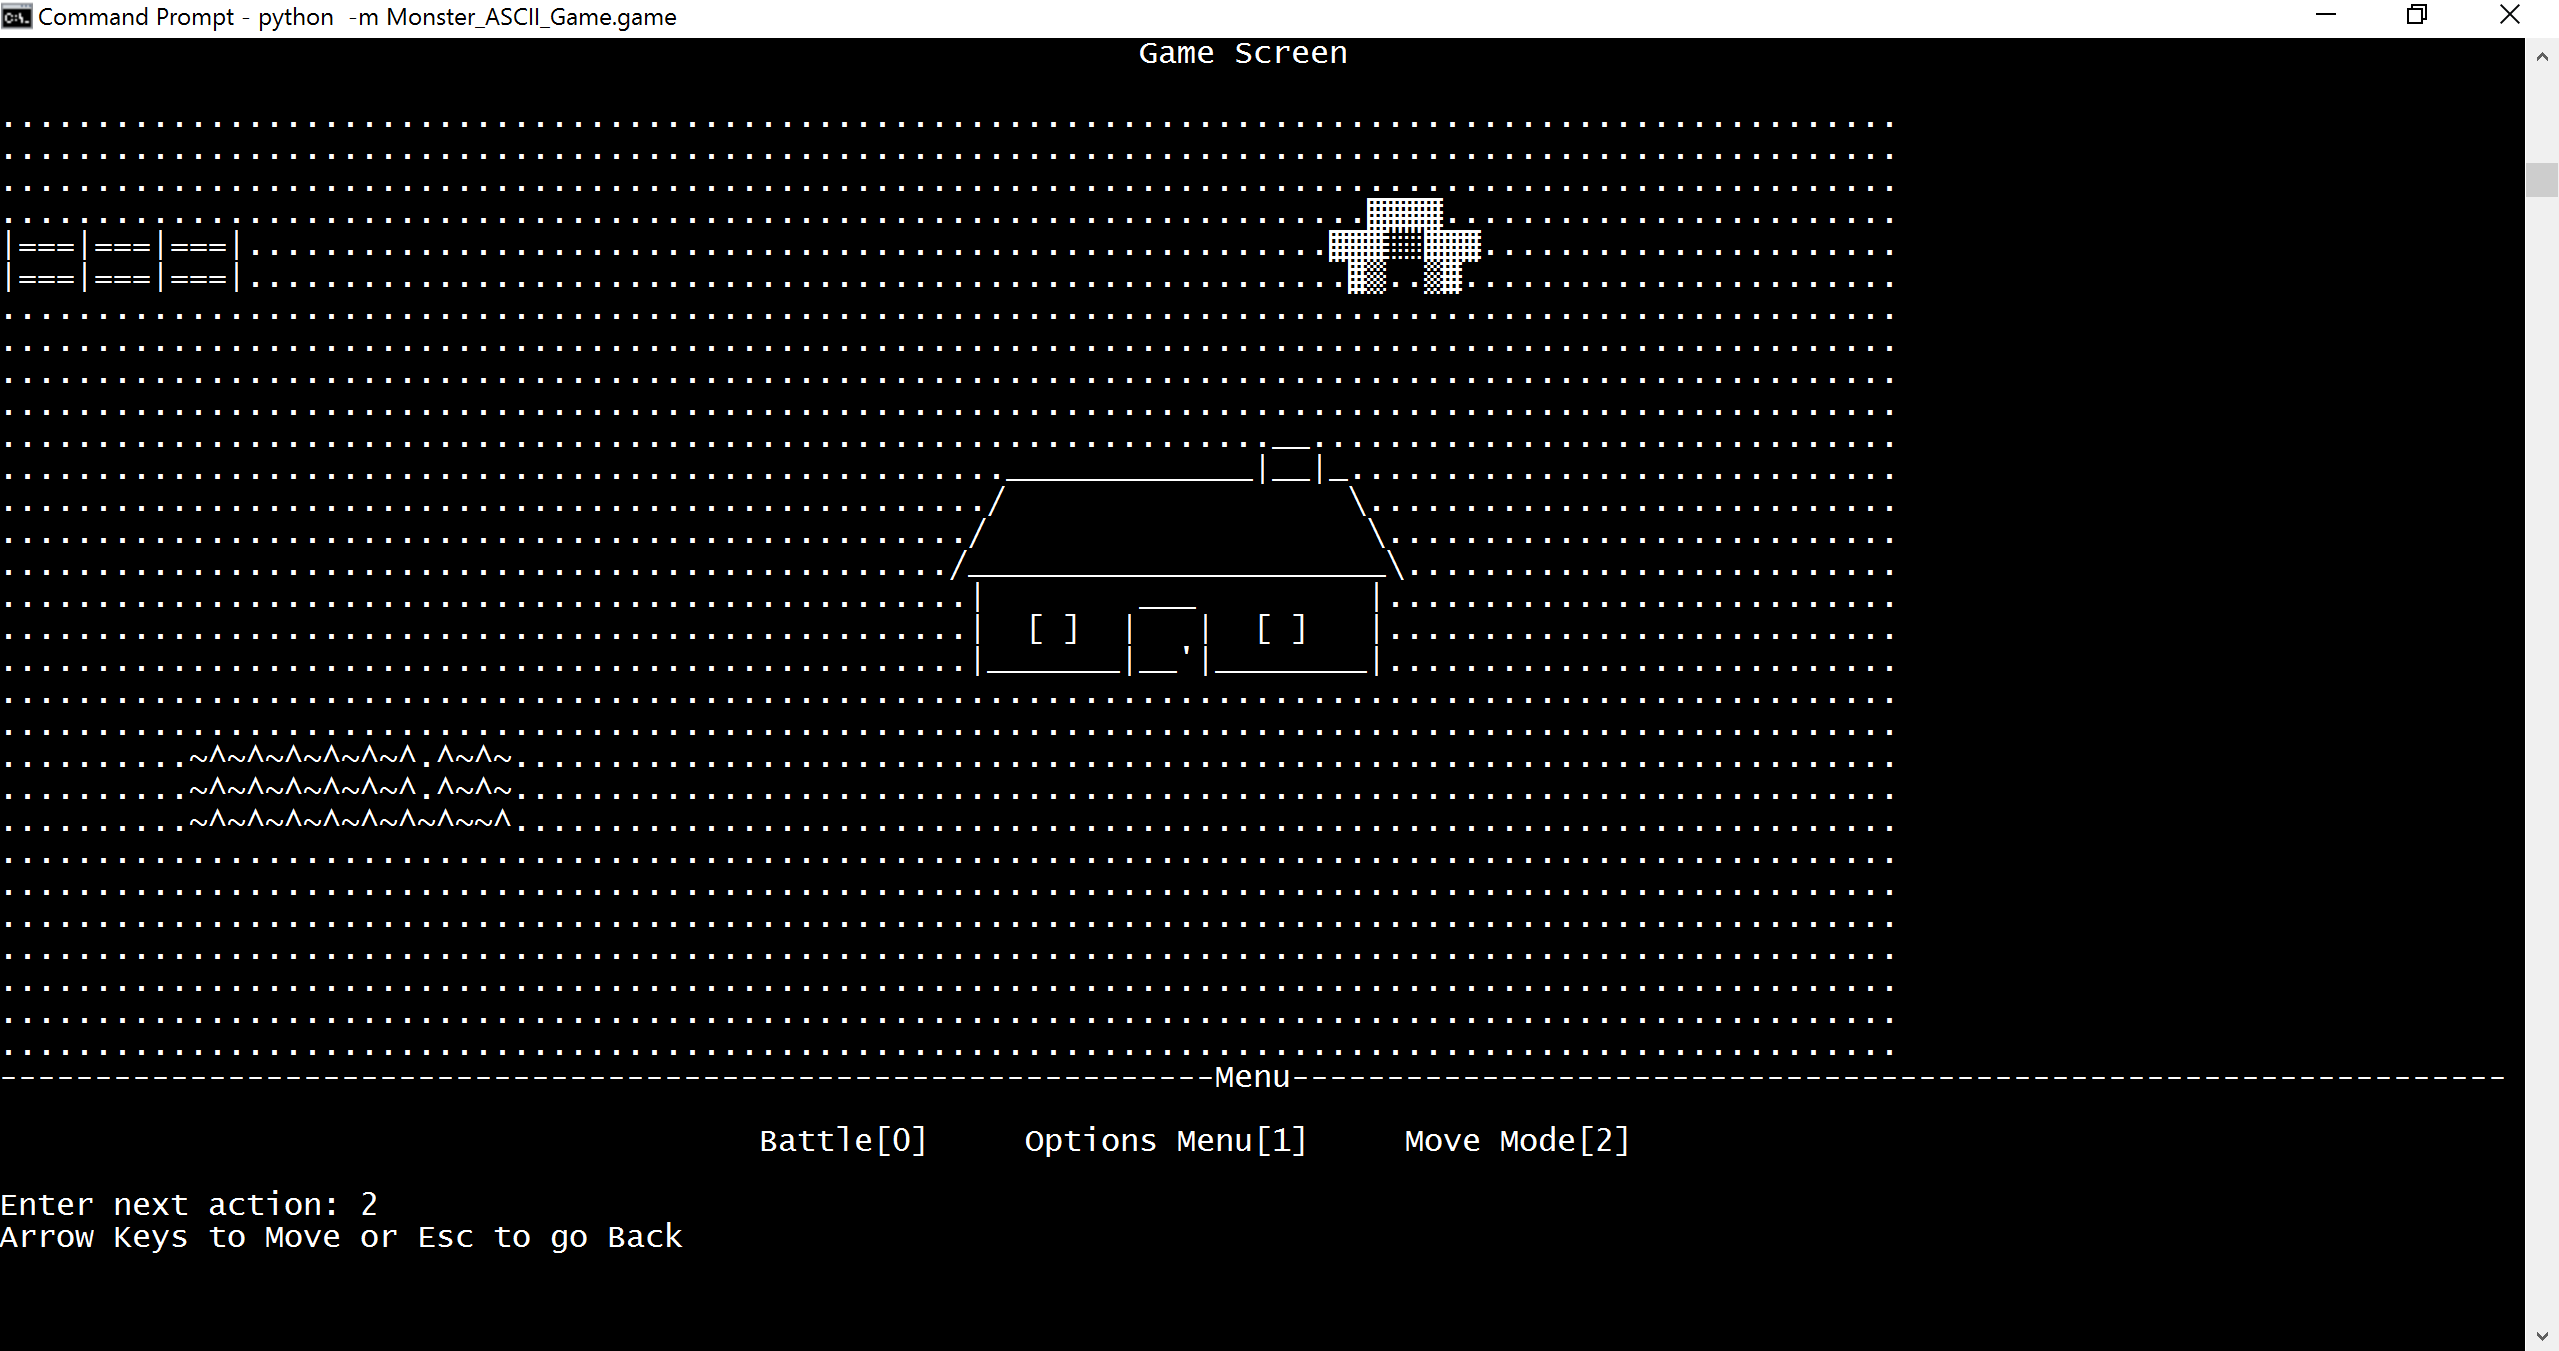 Command Prompt - python  -m Monster_ASCII_Game.game
Game Screen
Menu
Battle[0]     Options Menu[1]     Move Mode[2]
Enter next action: 2
Arrow Keys to Move or Esc to go Back